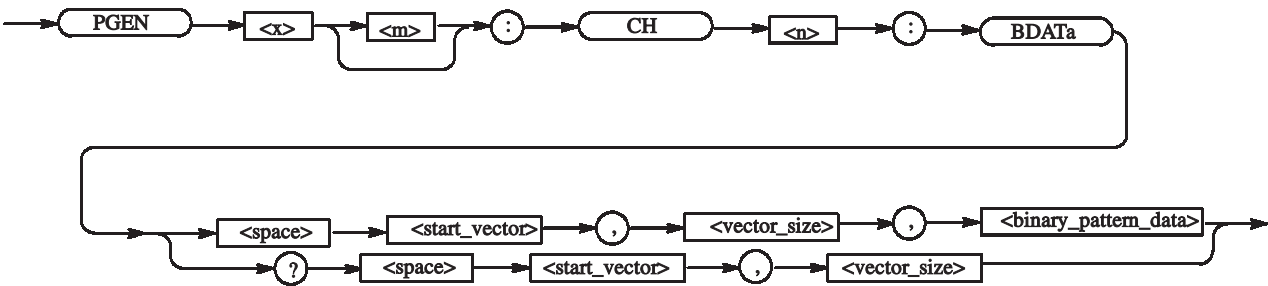 PGEN <x> <m> : CH <n> : BDATa
<space> <start_vector> , <vector_size> , <binary_pattern_data>
? <space> <start_vector> , <vector_size>